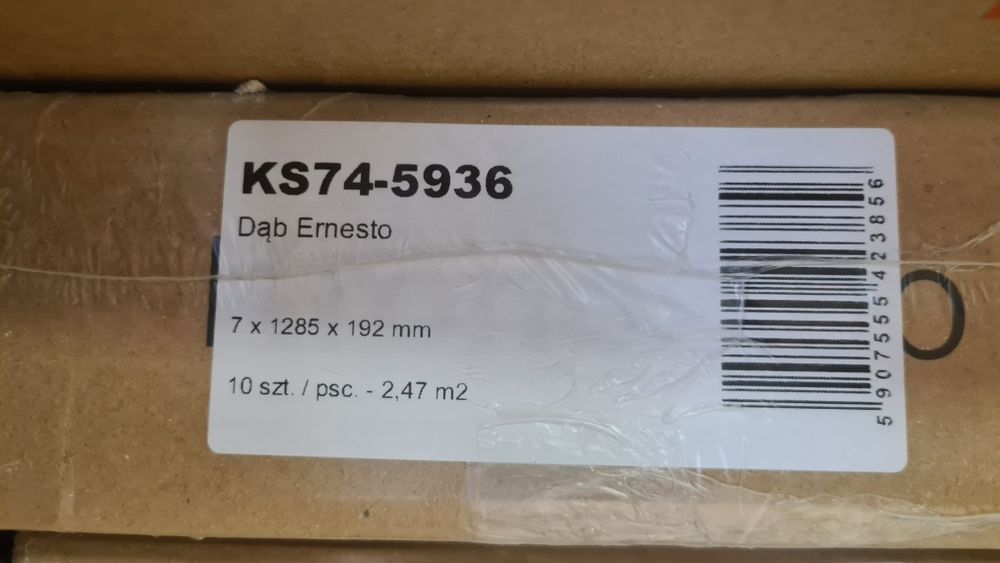 KS74-5936
Dąb Ernesto
7 x 1285 x 192 mm
10 szt. / psc. - 2,47 m2
5907555423856
O